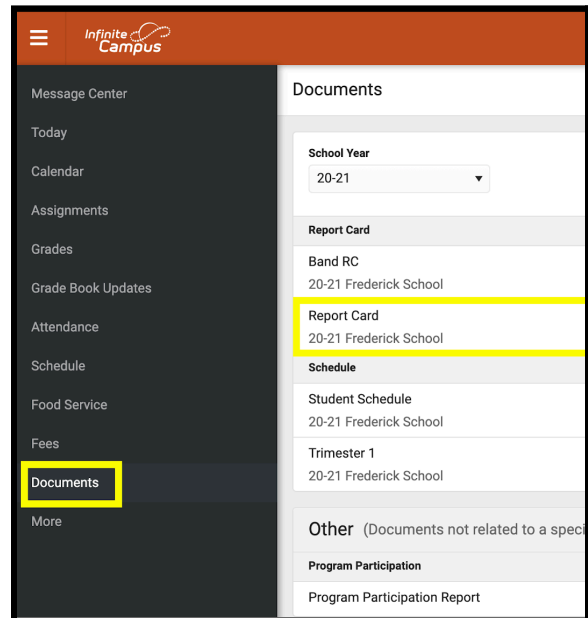 Infinite
Campus
Message Center
Today
Calendar
Assignments
Grades
Grade Book Updates
Attendance
Schedule
Food Service
Fees
Documents
More
Documents
School Year
20-21
Report Card
Band RC
20-21 Frederick School
Report Card
20-21 Frederick School
Schedule
Student Schedule
20-21 Frederick School
Trimester 1
20-21 Frederick School
Other (Documents not related to a speci
Program Participation
Program Participation Report